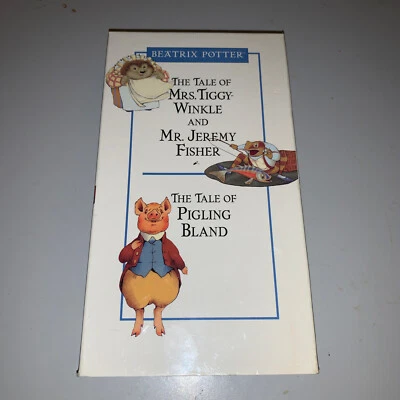 BEATRIX POTTER
THE TALE OF
MRS. TIGGY-
WINKLE
AND
MR. JEREMY
FISHER
THE TALE OF
PIGLING
BLAND